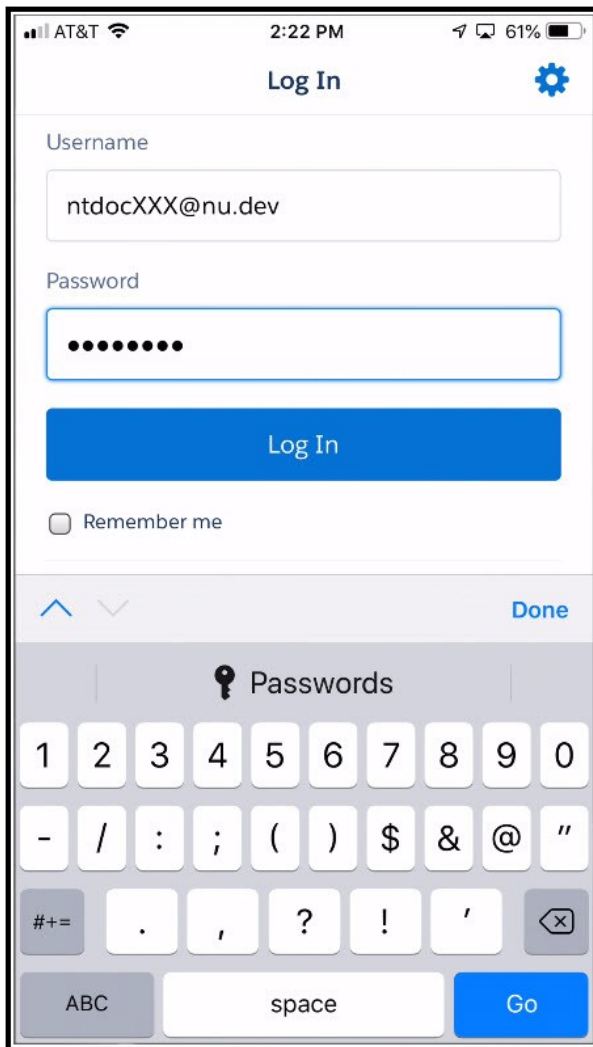 AT&T 2:22 PM 61%
Log In
Username
ntdocXXX@nu.dev
Password
••••••••
Log In
Remember me
Done
Passwords
1 2 3 4 5 6 7 8 9 0
- / : ; ( ) $ & @ "
#+= . , ? ! '
ABC space Go